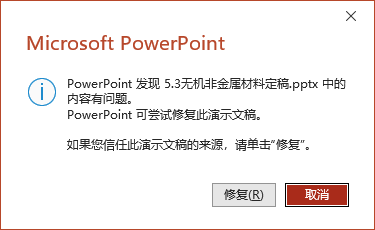 Microsoft PowerPoint
PowerPoint 发现 5.3无机非金属材料定稿.pptx 中的
内容有问题。
PowerPoint 可尝试修复此演示文稿。
如果您信任此演示文稿的来源，请单击"修复"。
修复(R)
取消